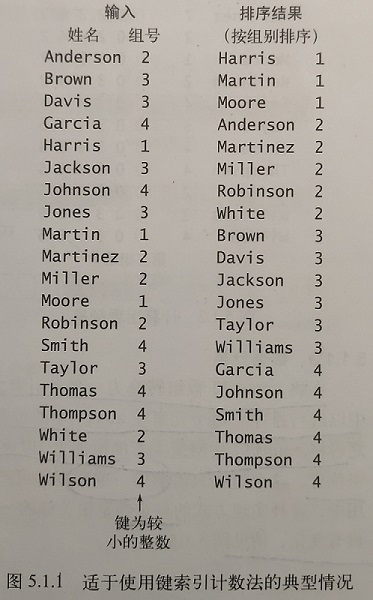 输入 排序结果
姓名 组号 （按组别排序）
Anderson 2 Harris 1
Brown 3 Martin 1
Davis 3 Moore 1
Garcia 4 Anderson 2
Harris 1 Martinez 2
Jackson 3 Miller 2
Johnson 4 Robinson 2
Jones 3 White 2
Martin 1 Brown 3
Martinez 2 Davis 3
Miller 2 Jackson 3
Moore 1 Jones 3
Robinson 2 Taylor 3
Smith 4 Williams 3
Taylor 3 Garcia 4
Thomas 4 Johnson 4
Thompson 4 Smith 4
White 2 Thomas 4
Williams 3 Thompson 4
Wilson 4 Wilson 4
键为较
小的整数
图 5.1.1 适于使用键索引计数法的典型情况